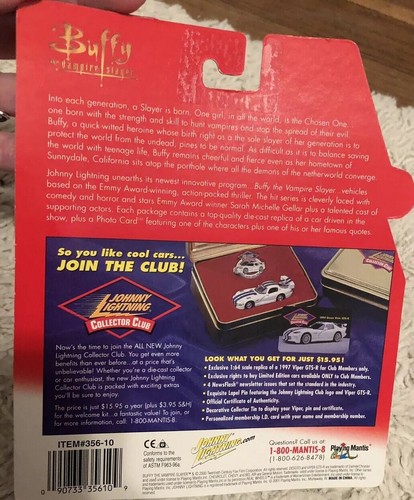 Buffy
the vampire slayer
Into each generation, a Slayer is born. One girl, in all the world, is the Chosen One,
one born with the strength and skill to hunt vampires and stop the spread of their evil.
Buffy, a quick witted heroine whose birth right as the sole slayer of her generation is to
protect the world from the undead, pines to be normal. As difficult as it is to balance saving
the world with teenage life, Buffy remains cheerful and hero even as her hometown of
Sunnydale, California sits atop the porthole where all the demons of the netherworld converge
Johnny Lightning unearths its newest innovative program...Buffy the Vampire Slayer...vehicles
based on the Emmy Award-winning, action-packed thriller. The hit series is cleverly laced with
comedy and horror and stars Emmy Award winner Sarah Michelle Gellar plus a talented cast of
supporting actors. Each package contains a top-quality die-cast replica of a car driven in the
show, plus a Photo Card featuring one of the characters plus one of his or her famous quotes.
So you like cool cars...
JOIN THE CLUB!
JOHNNY
LIGHTNING
COLLECTOR CLUB
Now's the time to join the ALL NEW Johnny
Lightning Collector Club. You get even more
benefits than ever before...at a price that's
unbelievable! Whether you're a die-cast collector
or car enthusiast, the new Johnny Lightning
Collector Club is packed with extras
you'll be sure to enjoy.
The price is just $15.95 a year (plus $3.95 S&H)
for the welcome kit...a fantastic value! To join, or
for more information, call: 1-800-MANTIS-8.
LOOK WHAT YOU GET FOR JUST $15.95!
• Exclusive 1:64 scale replica of a 1997 Viper GTS-R for Club Members only.
• Exclusive right to buy Limited Edition cars available ONLY to Club Members.
• 4 NewsFlash newsletter issues that set the standard in the industry.
• Exquisite Lapel Pin featuring the Johnny Lightning Club logo and Viper GTS-R.
• Official Certificate of Authenticity.
• Decorative Collector Tin to display your Viper, pin and certificate.
• Personalized membership I.D. card with your name and membership number.
ITEM#356-10
0 90733 35610 9
CE
Conforms to the
safety requirements
of ASTM F963-96a
Johnny Lightning.com
Questions? Call us at:
1-800-MANTIS-8
(1-800-626-8478)
Playing Mantis